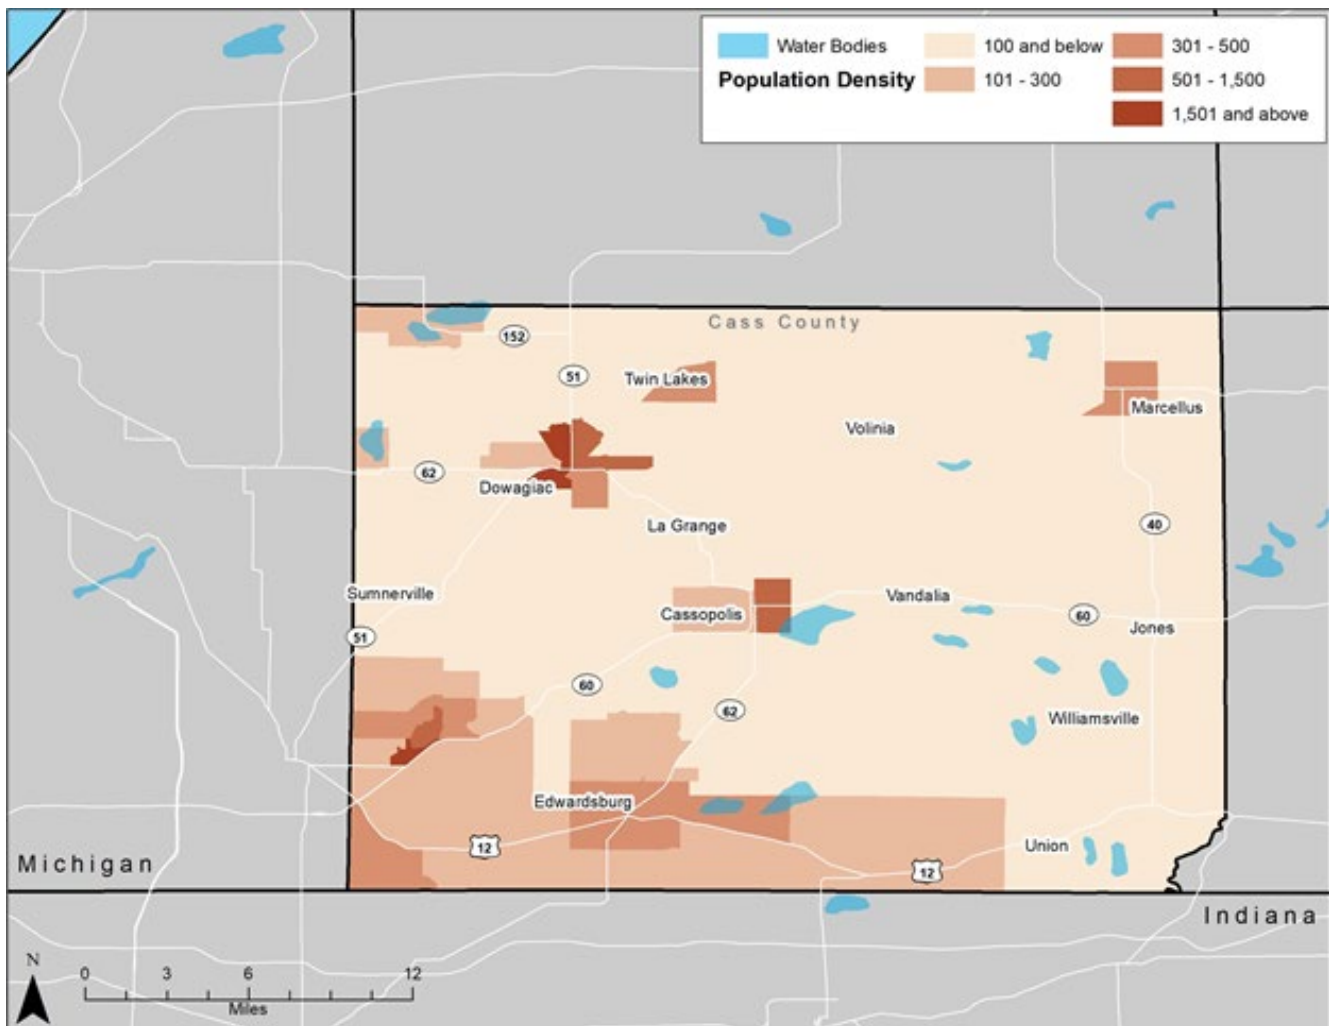 Water Bodies
Population Density
100 and below
101 - 300
301 - 500
501 - 1,500
1,501 and above
Cass County
152
51
Twin Lakes
Marcellus
Volinia
62
Dowagiac
La Grange
40
Sumnerville
Cassopolis
Vandalia
60
Jones
51
60
62
Williamsville
Edwardsburg
12
Union
12
Michigan
Indiana
N
0 3 6 12
Miles